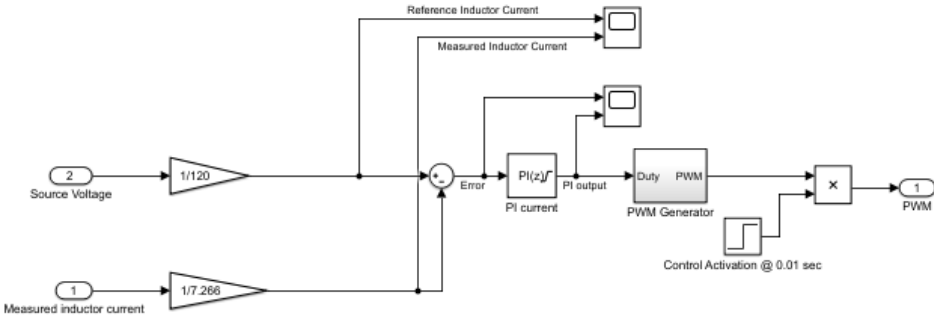 Reference Inductor Current
Measured Inductor Current
2
Source Voltage
1/120
Error
PI(z)
PI current
PI output
Duty
PWM
PWM Generator
×
1
PWM
Control Activation @ 0.01 sec
1
Measured inductor current
1/7.266